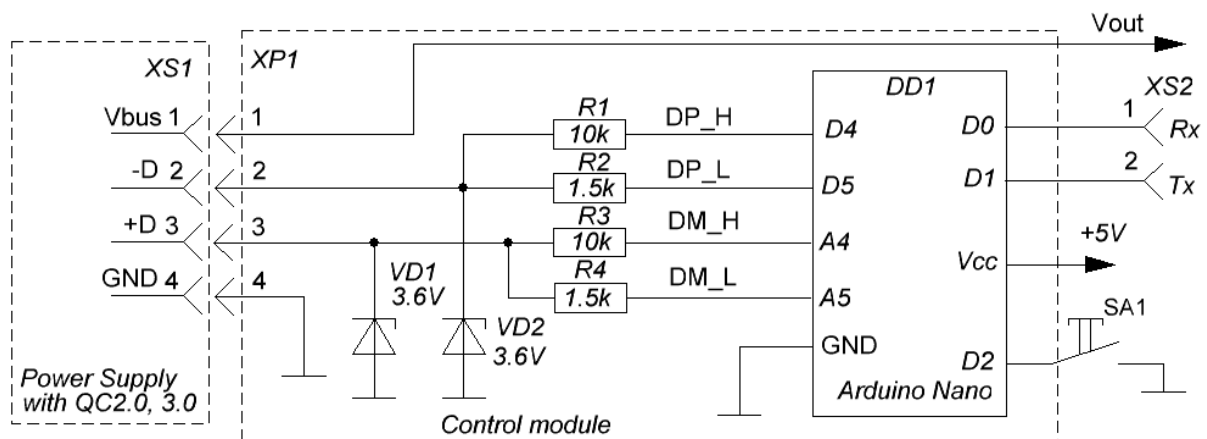 Vout
XS1
XP1
DD1
XS2
Vbus 1
1
R1
10k
DP_H
D4
D0
1
Rx
-D 2
2
R2
1.5k
DP_L
D5
D1
2
Tx
+D 3
3
R3
10k
DM_H
A4
Vcc
+5V
GND 4
4
R4
1.5k
DM_L
A5
VD1
3.6V
VD2
3.6V
GND
SA1
D2
Power Supply
with QC2.0, 3.0
Control module
Arduino Nano